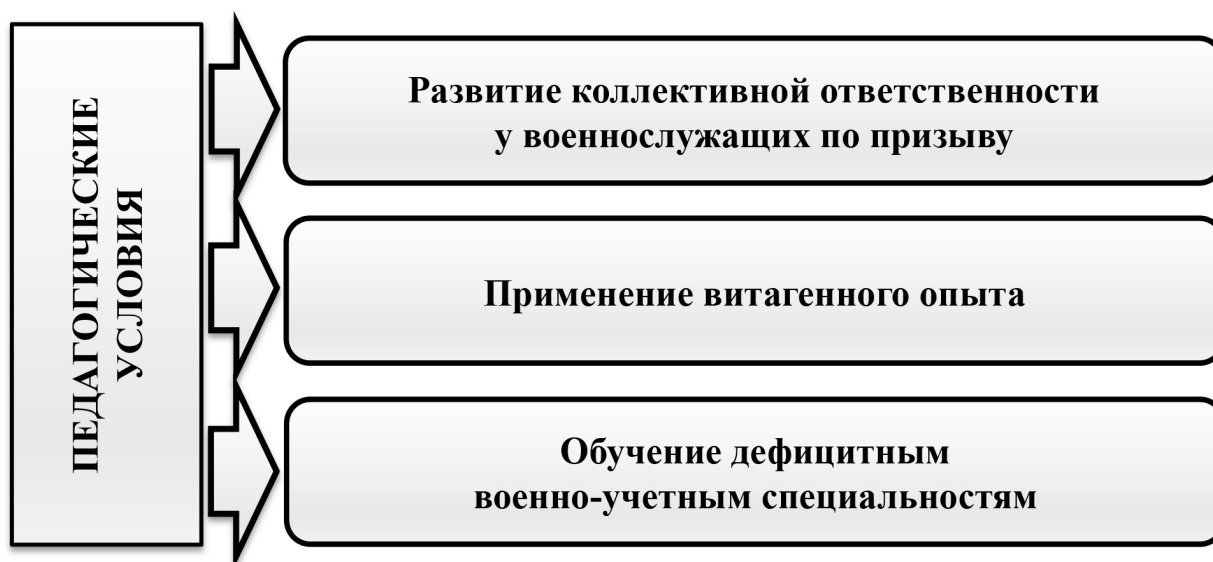 ПЕДАГОГИЧЕСКИЕ
УСЛОВИЯ
Развитие коллективной ответственности
у военнослужащих по призыву
Применение витагенного опыта
Обучение дефицитным
военно-учетным специальностям